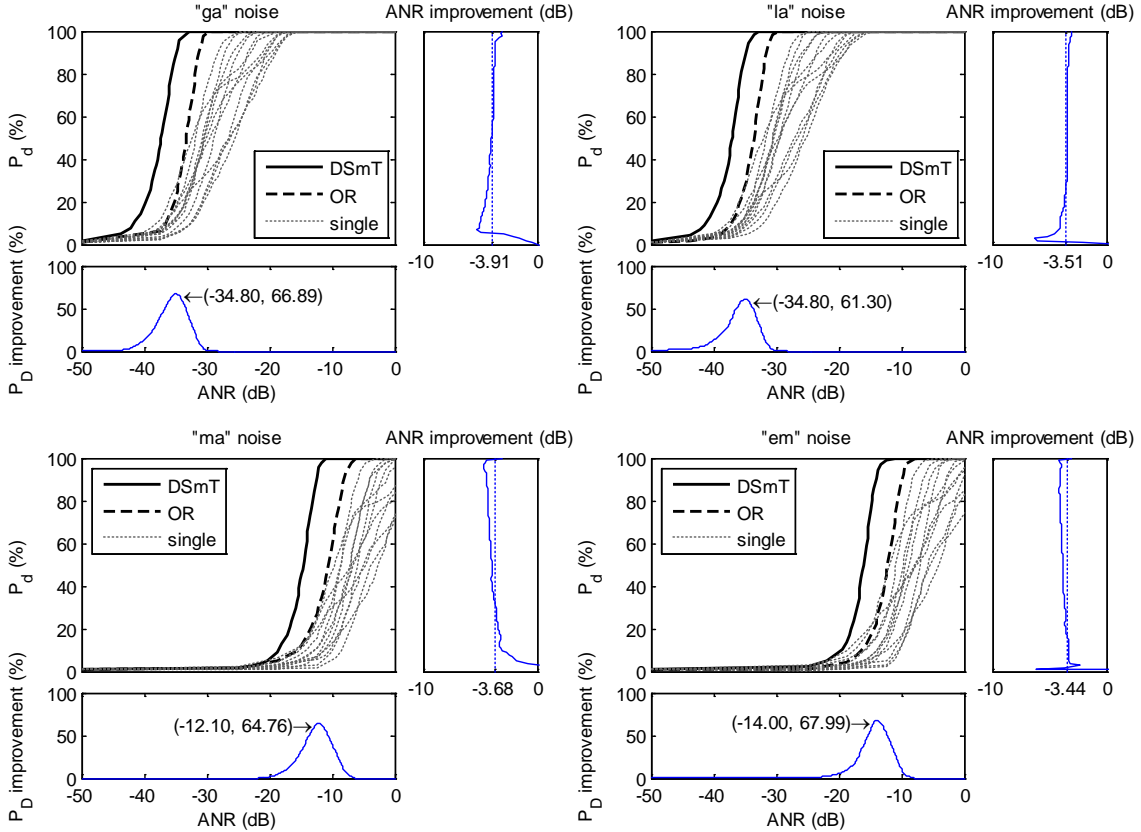 "ga" noise
ANR improvement (dB)
P_d (%)
100
80
60
40
20
0
DSmT
OR
single
-10
-3.91
0
P_D improvement (%)
100
50
0
←(-34.80, 66.89)
-50
-40
-30
-20
-10
0
ANR (dB)
"la" noise
ANR improvement (dB)
P_d (%)
100
80
60
40
20
0
DSmT
OR
single
-10
-3.51
0
P_D improvement (%)
100
50
0
←(-34.80, 61.30)
-50
-40
-30
-20
-10
0
ANR (dB)
"ma" noise
ANR improvement (dB)
P_d (%)
100
80
60
40
20
0
DSmT
OR
single
-10
-3.68
0
P_D improvement (%)
100
50
0
(-12.10, 64.76)→
-50
-40
-30
-20
-10
0
ANR (dB)
"em" noise
ANR improvement (dB)
P_d (%)
100
80
60
40
20
0
DSmT
OR
single
-10
-3.44
0
P_D improvement (%)
100
50
0
(-14.00, 67.99)→
-50
-40
-30
-20
-10
0
ANR (dB)